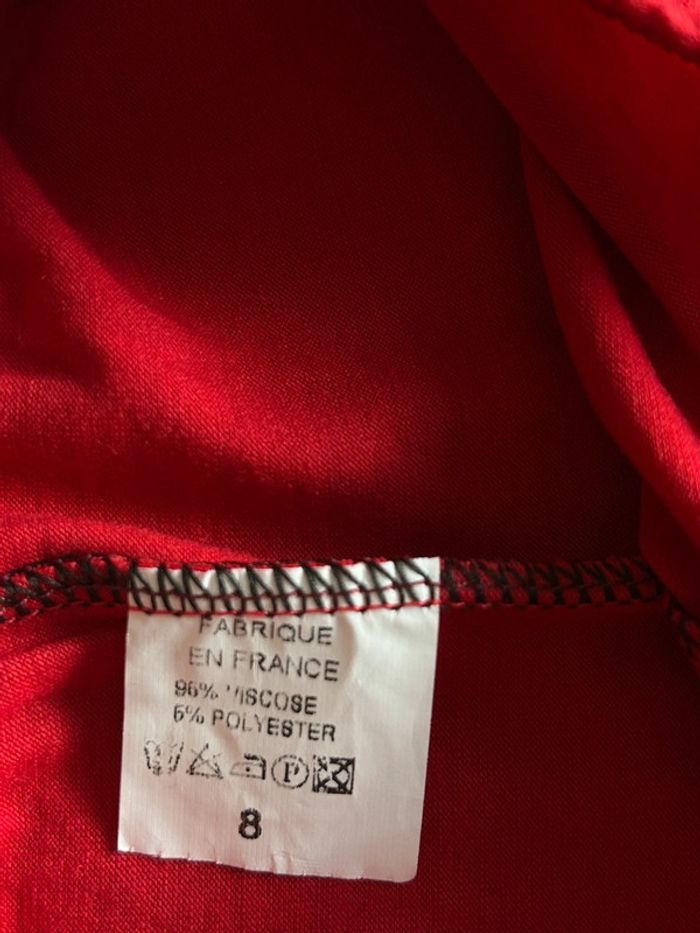 FABRIQUE
EN FRANCE
96% VISCOSE
6% POLYESTER
P
8